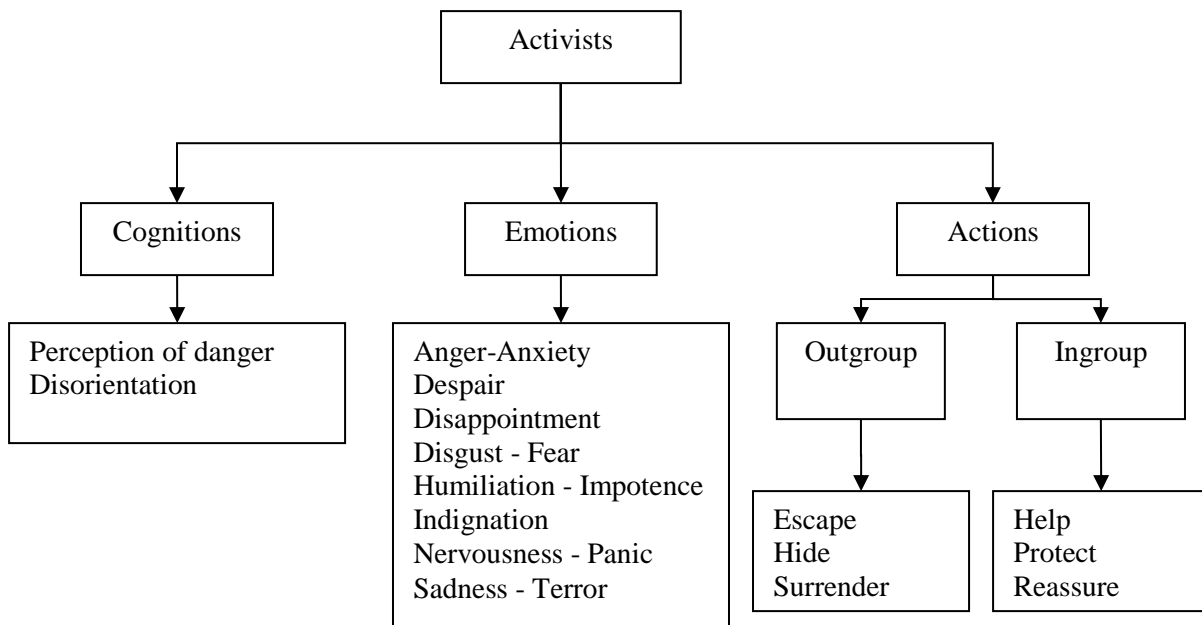 Activists
Cognitions
Emotions
Actions
Perception of danger
Disorientation
Anger-Anxiety
Despair
Disappointment
Disgust - Fear
Humiliation - Impotence
Indignation
Nervousness - Panic
Sadness - Terror
Outgroup
Ingroup
Escape
Hide
Surrender
Help
Protect
Reassure